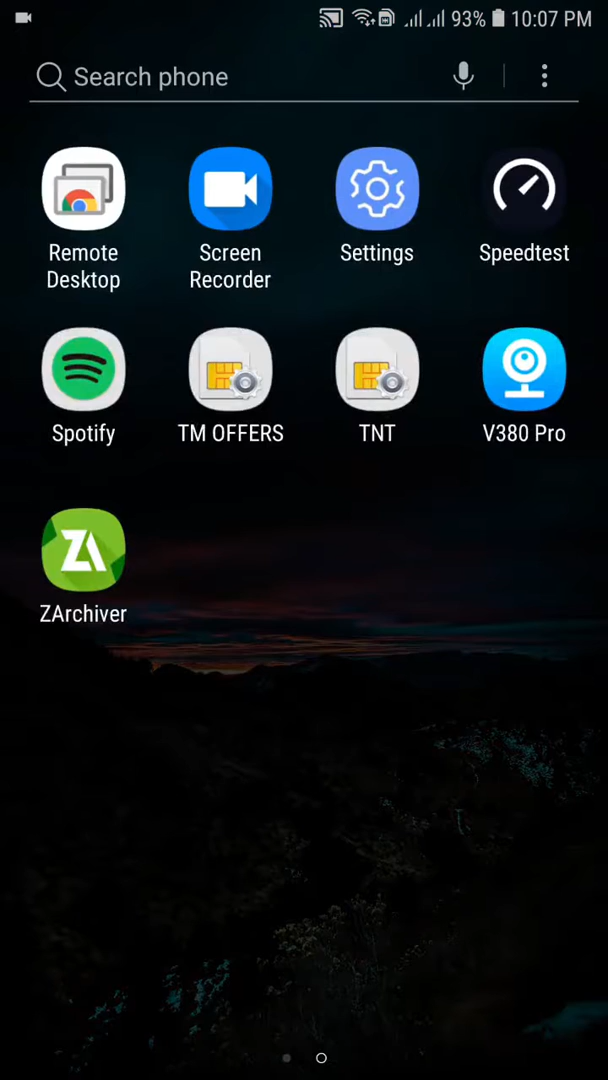 93% 10:07 PM
Search phone
Remote
Desktop
Screen
Recorder
Settings
Speedtest
Spotify
TM OFFERS
TNT
V380 Pro
ZA
ZArchiver